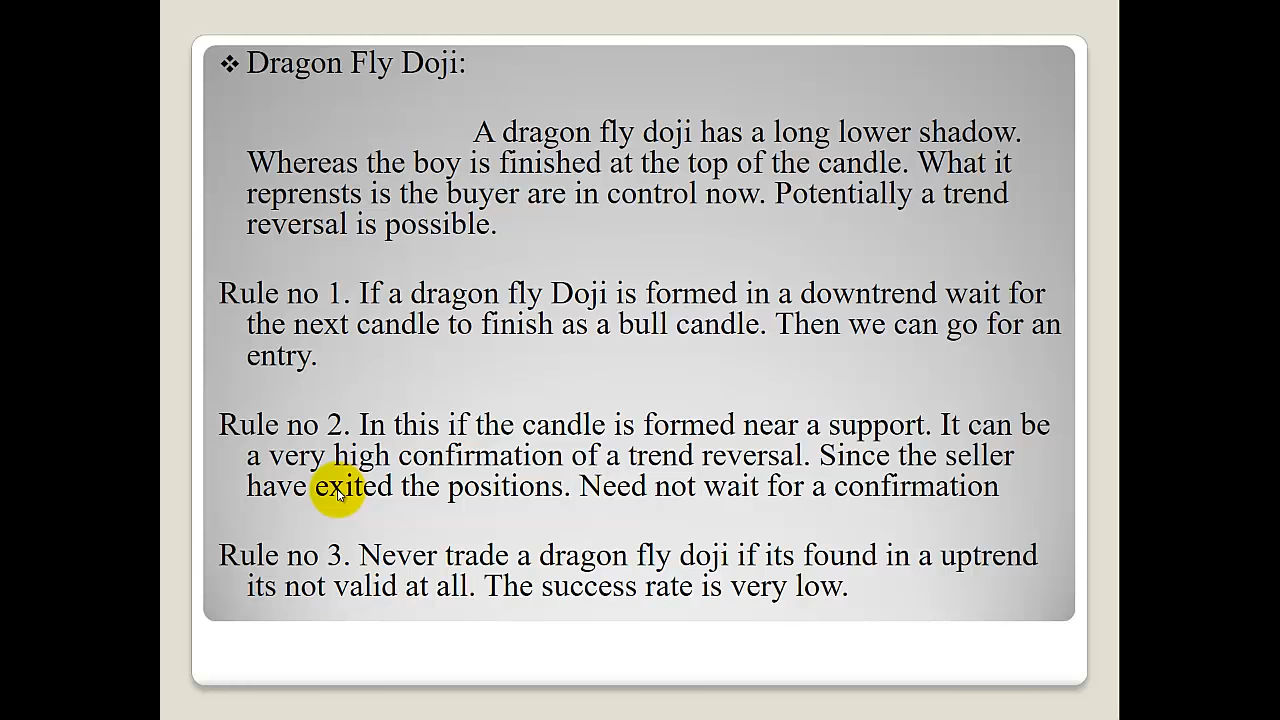 ❖ Dragon Fly Doji:
A dragon fly doji has a long lower shadow.
Whereas the boy is finished at the top of the candle. What it
reprensts is the buyer are in control now. Potentially a trend
reversal is possible.
Rule no 1. If a dragon fly Doji is formed in a downtrend wait for
the next candle to finish as a bull candle. Then we can go for an
entry.
Rule no 2. In this if the candle is formed near a support. It can be
a very high confirmation of a trend reversal. Since the seller
have exited the positions. Need not wait for a confirmation
Rule no 3. Never trade a dragon fly doji if its found in a uptrend
its not valid at all. The success rate is very low.